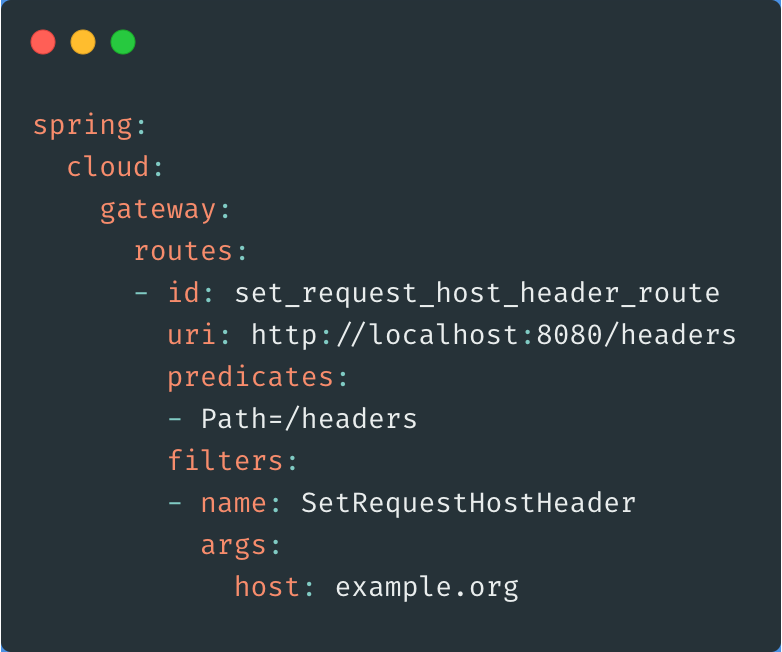 spring:
  cloud:
    gateway:
      routes:
      - id: set_request_host_header_route
        uri: http://localhost:8080/headers
        predicates:
        - Path=/headers
        filters:
        - name: SetRequestHostHeader
          args:
            host: example.org